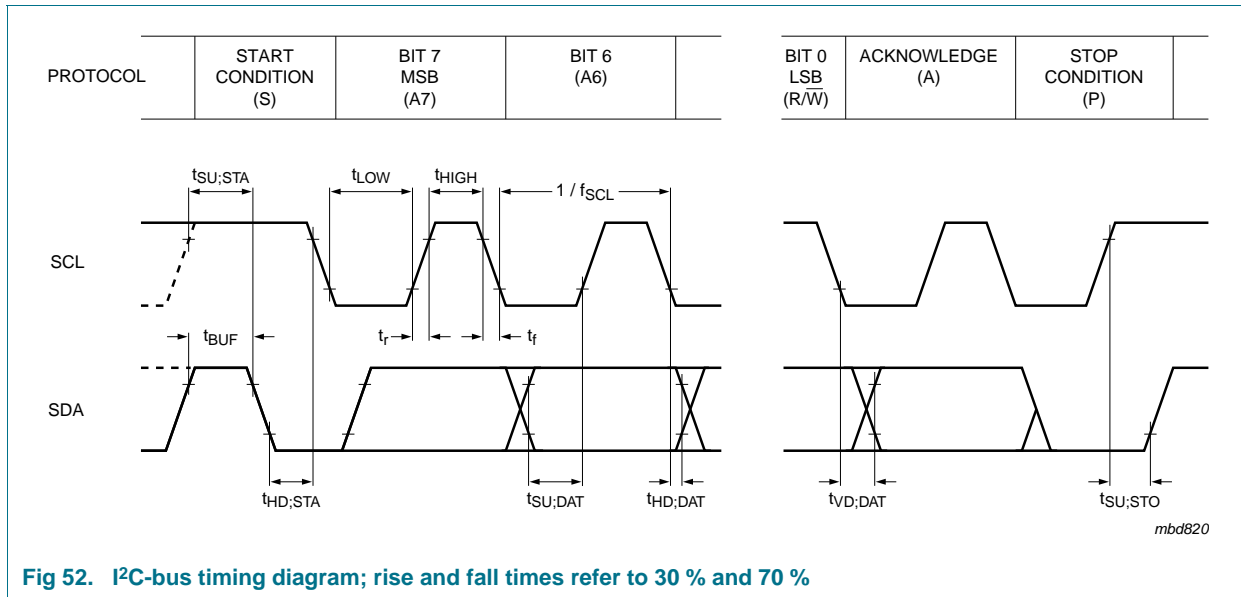 PROTOCOL
START
CONDITION
(S)
BIT 7
MSB
(A7)
BIT 6
(A6)
BIT 0
LSB
(R/W̅)
ACKNOWLEDGE
(A)
STOP
CONDITION
(P)
tSU;STA
tLOW
tHIGH
1 / fSCL
SCL
tBUF
tr
tf
SDA
tHD;STA
tSU;DAT
tHD;DAT
tVD;DAT
tSU;STO
mbd820
Fig 52. I²C-bus timing diagram; rise and fall times refer to 30 % and 70 %